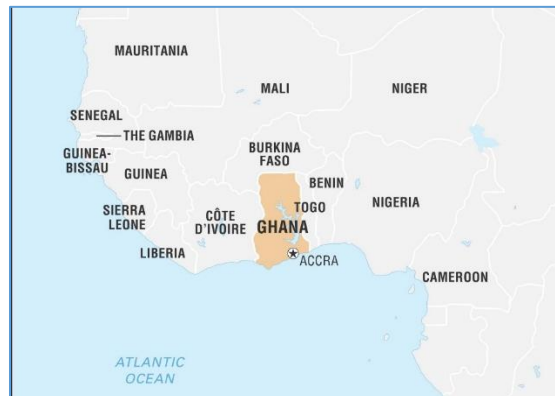 MAURITANIA
MALI
NIGER
SENEGAL
THE GAMBIA
GUINEA-
BISSAU
GUINEA
BURKINA
FASO
BENIN
NIGERIA
SIERRA
LEONE
CÔTE
D'IVOIRE
TOGO
GHANA
LIBERIA
ACCRA
CAMEROON
ATLANTIC
OCEAN